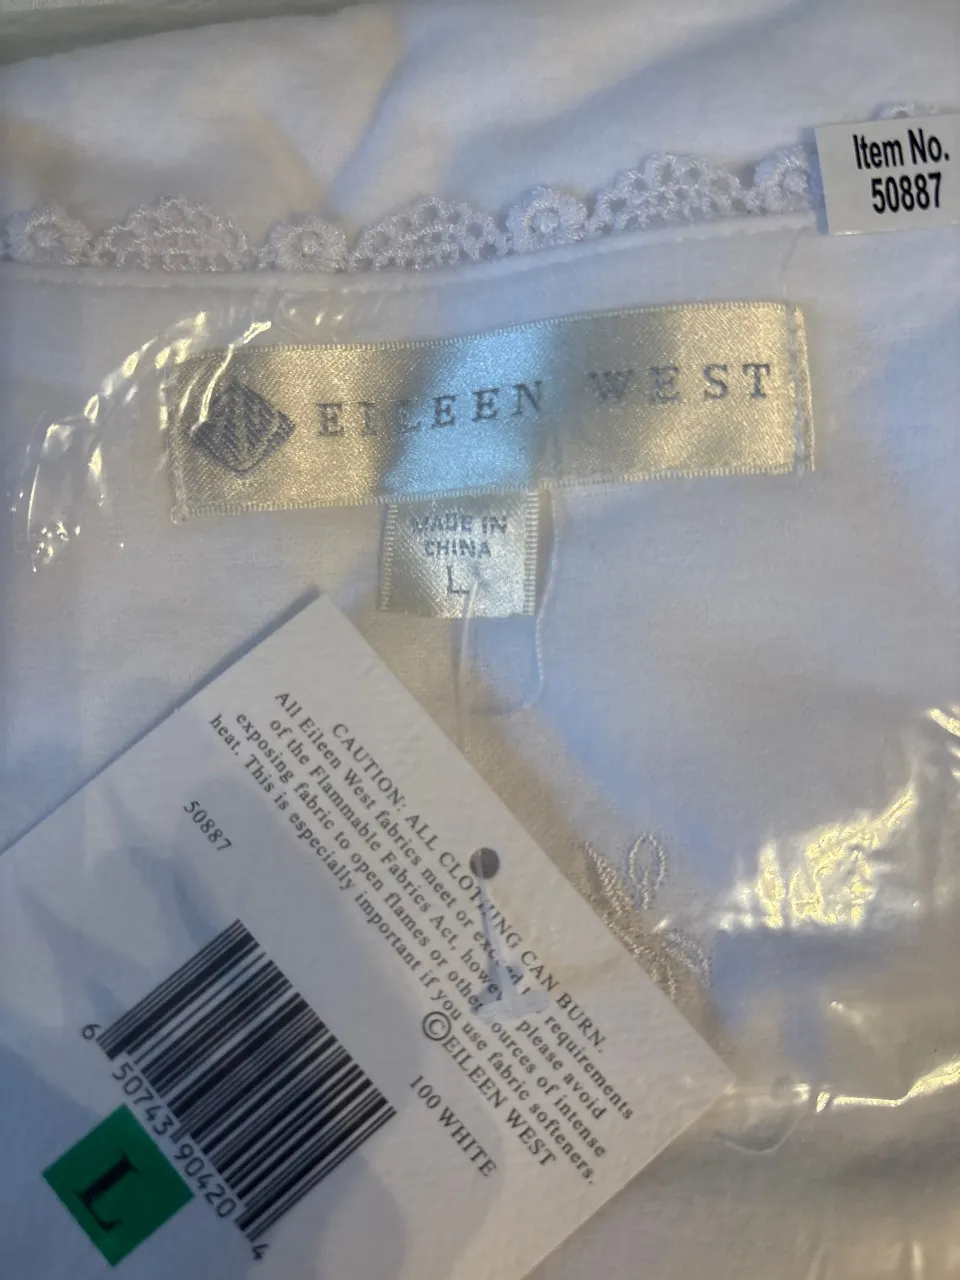 Item No.
50887
EILEEN WEST
MADE IN
CHINA
L
CAUTION: ALL CLOTHING CAN BURN.
All Eileen West fabrics meet or exceed requirements
of the Flammable Fabrics Act, however please avoid
exposing fabric to open flames or other ources of intense
heat. This is especially important if you use fabric softeners.
©EILEEN WEST
50887
100 WHITE
6 50743 90420 4
L